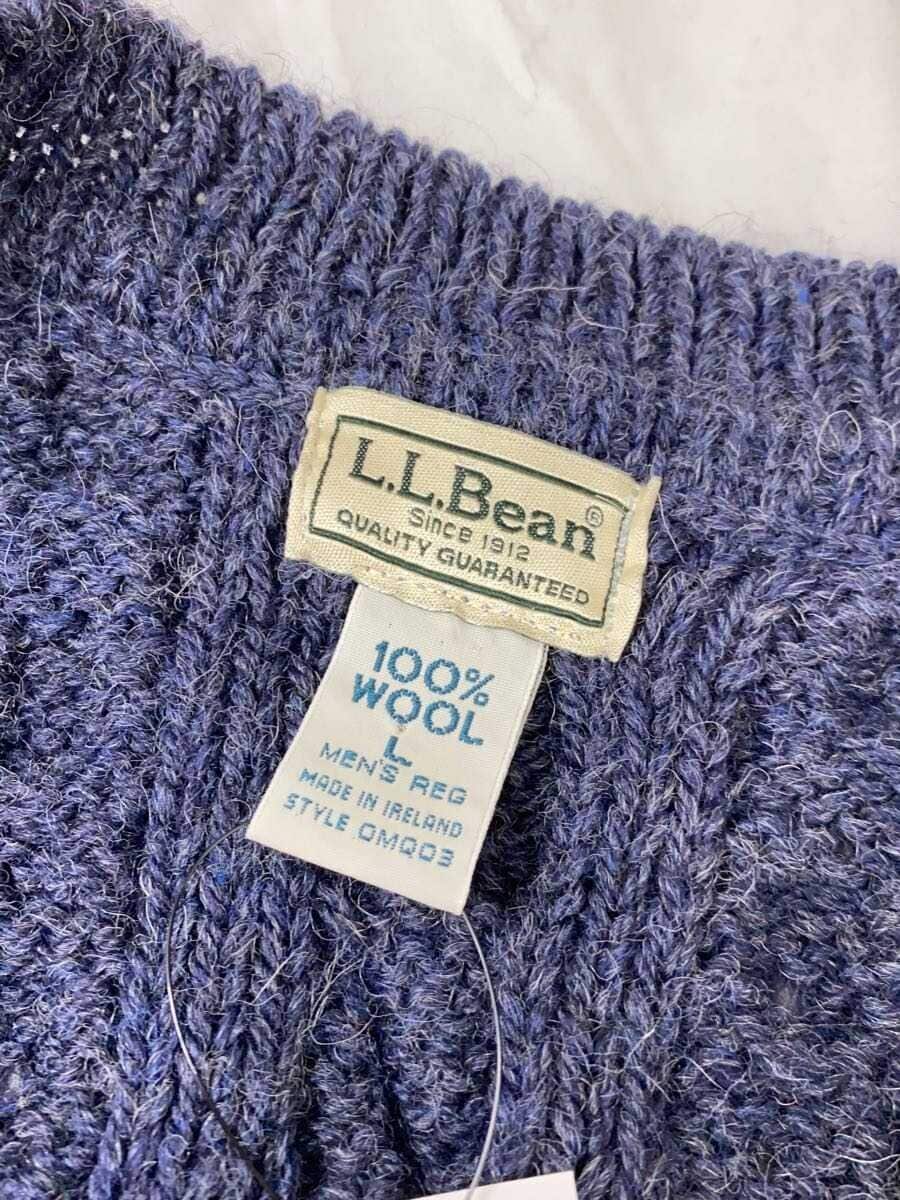 L.L.Bean®
Since 1912
QUALITY GUARANTEED
100%
WOOL
L
MEN'S REG
MADE IN IRELAND
STYLE OMQ03